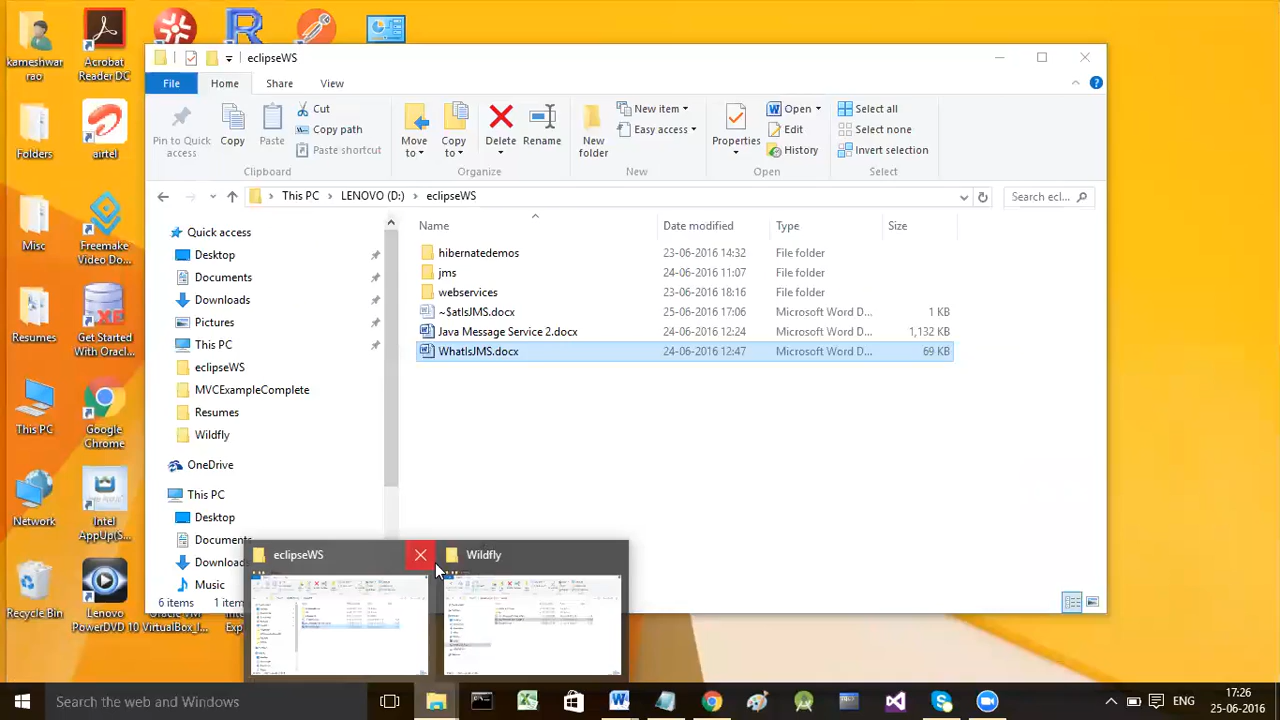 kameshwar rao
Acrobat Reader DC
Folders
airtel
Misc
Freemake Video Do...
Resumes
Get Started With Oracl...
This PC
Google Chrome
Network
Intel AppUp(S...
Recycle Bin
Lenovo PowerDVD 10
VirtualBox_I...
eclipseWS
File
Home
Share
View
Pin to Quick access
Copy
Paste
Cut
Copy path
Paste shortcut
Clipboard
Move to
Copy to
Delete
Rename
Organize
New folder
New item
Easy access
New
Properties
Open
Edit
History
Open
Select all
Select none
Invert selection
Select
This PC
LENOVO (D:)
eclipseWS
Search ecl...
Quick access
Desktop
Documents
Downloads
Pictures
This PC
eclipseWS
MVCExampleComplete
Resumes
Wildfly
OneDrive
This PC
Desktop
Documents
Downloads
Music
Name Date modified Type Size
hibernatedemos 23-06-2016 14:32 File folder
jms 24-06-2016 11:07 File folder
webservices 23-06-2016 18:16 File folder
~$atIsJMS.docx 25-06-2016 17:06 Microsoft Word D... 1 KB
Java Message Service 2.docx 24-06-2016 12:24 Microsoft Word D... 1,132 KB
WhatIsJMS.docx 24-06-2016 12:47 Microsoft Word D... 69 KB
6 items 1 item
eclipseWS
Wildfly
Search the web and Windows
ENG
17:26
25-06-2016